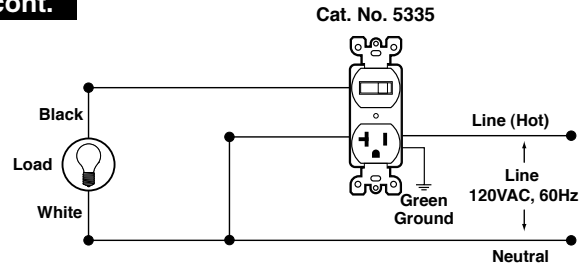 cont.
Cat. No. 5335
Black
Line (Hot)
Load
Line
120VAC, 60Hz
White
Green
Ground
Neutral